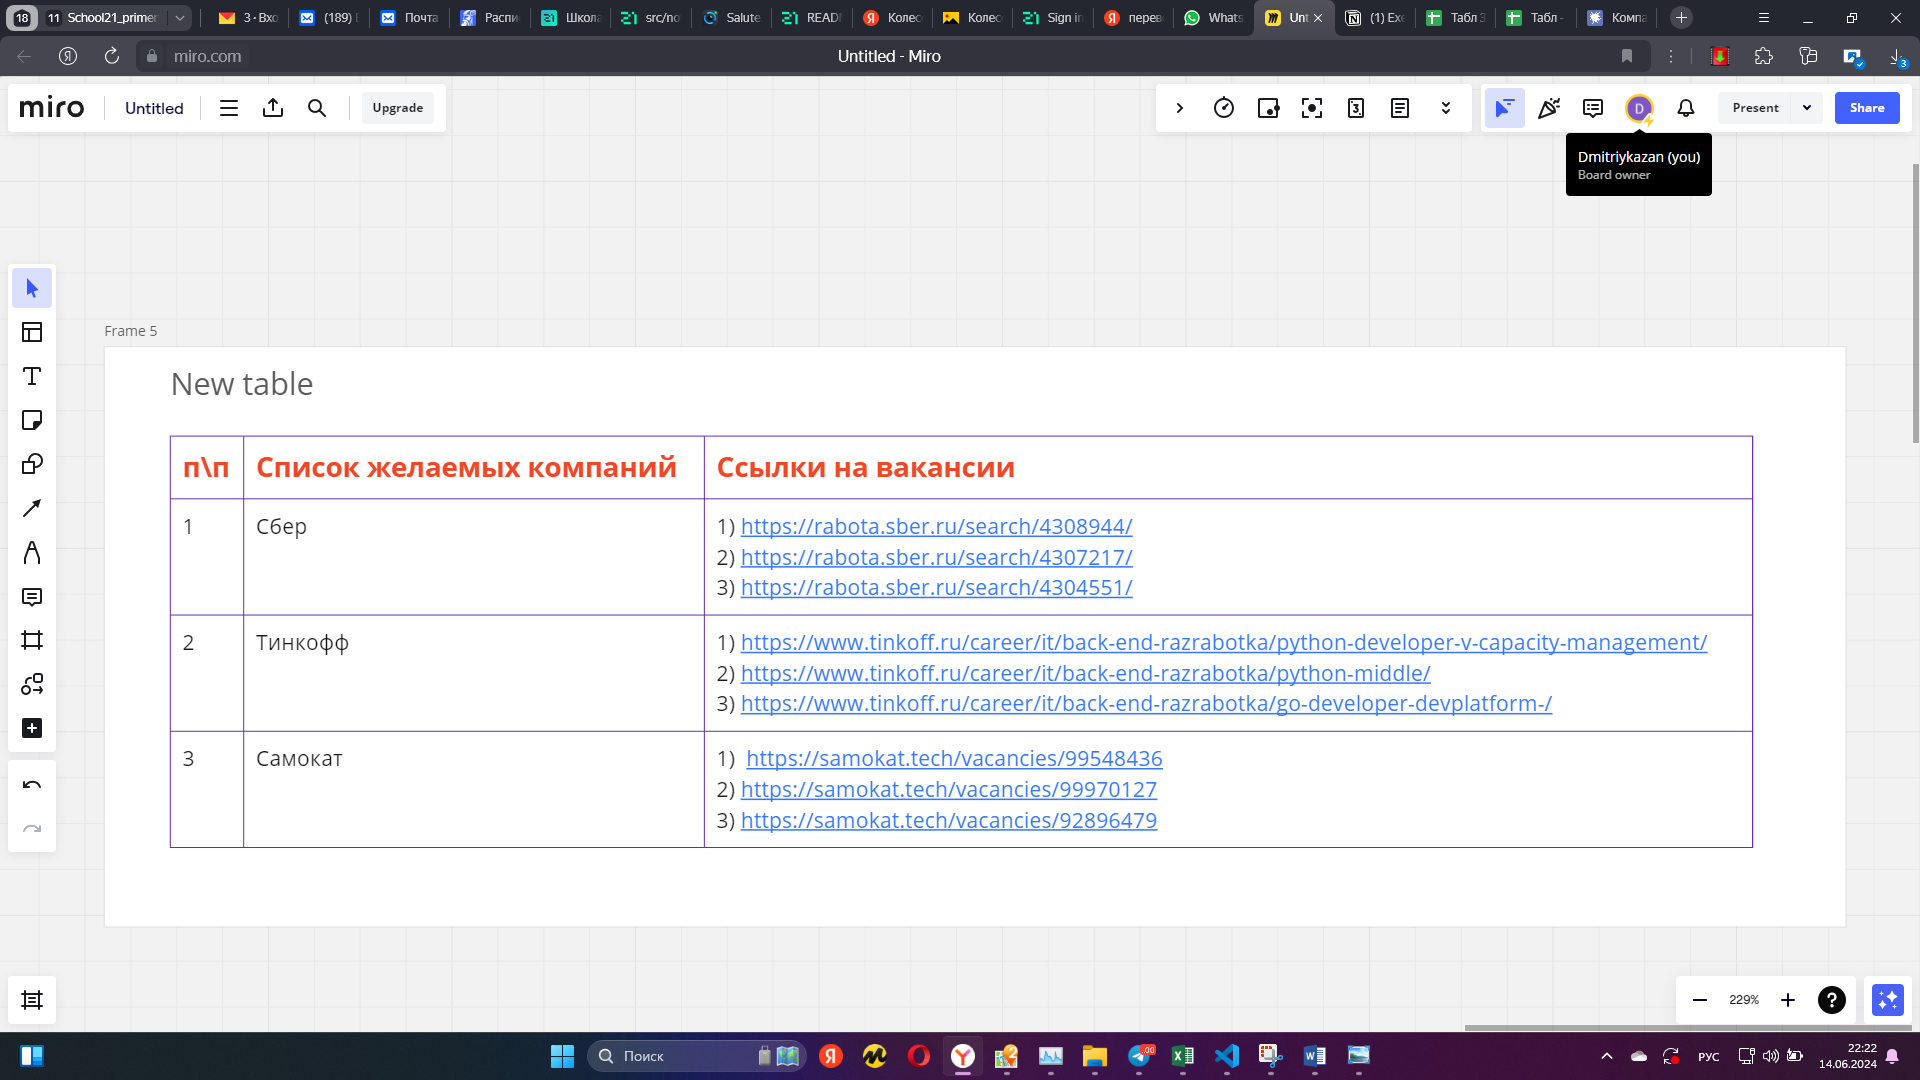 18 11 School21_primer 3 · Вхо (189) Е Почта Распи Школа src/no Salute. READI Колес Колес Sign in перев Whats Unt (1) Exe Табл 3 Табл - Компа
miro.com Untitled - Miro 3
miro Untitled Upgrade Present Share
D
Dmitriykazan (you)
Board owner
Frame 5
New table
п\п Список желаемых компаний Ссылки на вакансии
1 Сбер 1) https://rabota.sber.ru/search/4308944/
2) https://rabota.sber.ru/search/4307217/
3) https://rabota.sber.ru/search/4304551/
2 Тинкофф 1) https://www.tinkoff.ru/career/it/back-end-razrabotka/python-developer-v-capacity-management/
2) https://www.tinkoff.ru/career/it/back-end-razrabotka/python-middle/
3) https://www.tinkoff.ru/career/it/back-end-razrabotka/go-developer-devplatform-/
3 Самокат 1) https://samokat.tech/vacancies/99548436
2) https://samokat.tech/vacancies/99970127
3) https://samokat.tech/vacancies/92896479
229%
Поиск РУС 22:22
14.06.2024